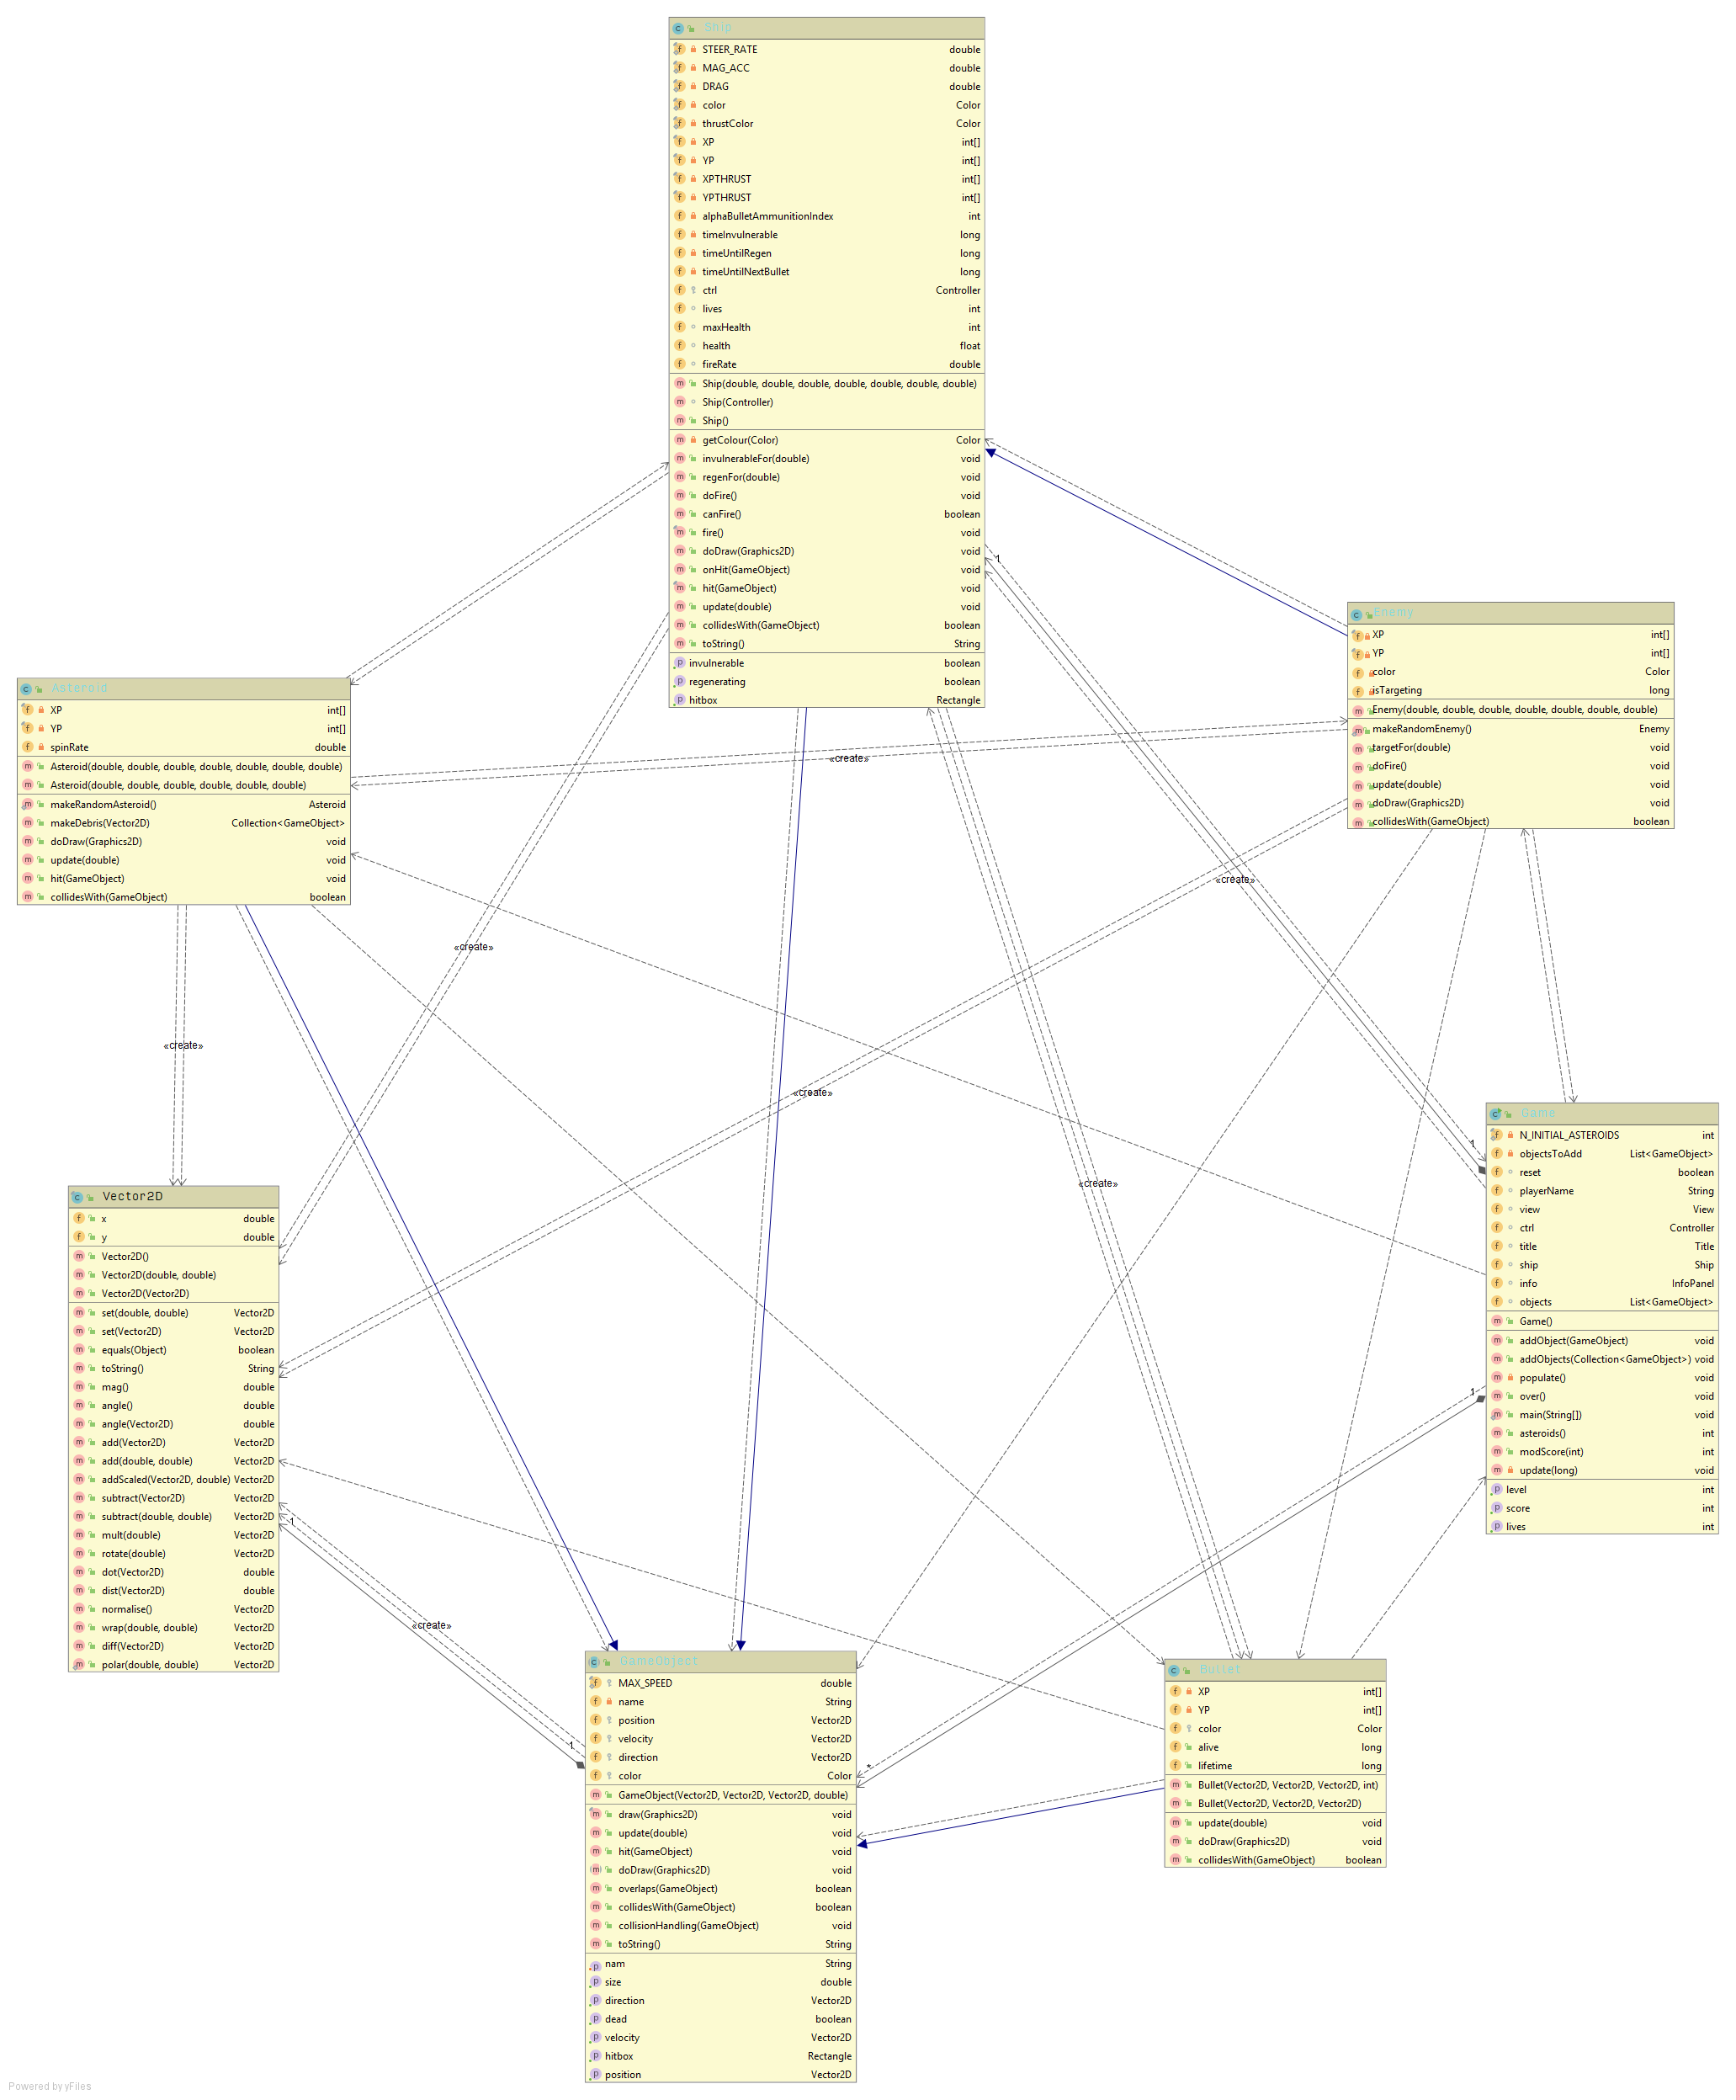 Ship
STEER_RATE double
MAG_ACC double
DRAG double
color Color
thrustColor Color
XP int[]
YP int[]
XPTHRUST int[]
YPTHRUST int[]
alphaBulletAmmunitionIndex int
timeInvulnerable long
timeUntilRegen long
timeUntilNextBullet long
ctrl Controller
lives int
maxHealth int
health float
fireRate double
Ship(double, double, double, double, double, double, double)
Ship(Controller)
Ship()
getColour(Color) Color
invulnerableFor(double) void
regenFor(double) void
doFire() void
canFire() boolean
fire() void
doDraw(Graphics2D) void
onHit(GameObject) void
hit(GameObject) void
update(double) void
collidesWith(GameObject) boolean
toString() String
invulnerable boolean
regenerating boolean
hitbox Rectangle
1
Enemy
XP int[]
YP int[]
color Color
isTargeting long
Enemy(double, double, double, double, double, double, double)
makeRandomEnemy() Enemy
targetFor(double) void
doFire() void
update(double) void
doDraw(Graphics2D) void
collidesWith(GameObject) boolean
Asteroid
XP int[]
YP int[]
spinRate double
Asteroid(double, double, double, double, double, double, double)
Asteroid(double, double, double, double, double, double)
makeRandomAsteroid() Asteroid
makeDebris(Vector2D) Collection<GameObject>
doDraw(Graphics2D) void
update(double) void
hit(GameObject) void
collidesWith(GameObject) boolean
«create»
«create»
«create»
«create»
«create»
«create»
1
Game
N_INITIAL_ASTEROIDS int
objectsToAdd List<GameObject>
reset boolean
playerName String
view View
ctrl Controller
title Title
ship Ship
info InfoPanel
objects List<GameObject>
Game()
addObject(GameObject) void
addObjects(Collection<GameObject>) void
populate() void
over() void
main(String[]) void
asteroids() int
modScore(int) int
update(long) void
level int
score int
lives int
1
Vector2D
x double
y double
Vector2D()
Vector2D(double, double)
Vector2D(Vector2D)
set(double, double) Vector2D
set(Vector2D) Vector2D
equals(Object) boolean
toString() String
mag() double
angle() double
angle(Vector2D) double
add(Vector2D) Vector2D
add(double, double) Vector2D
addScaled(Vector2D, double) Vector2D
subtract(Vector2D) Vector2D
subtract(double, double) Vector2D
mult(double) Vector2D
rotate(double) Vector2D
dot(Vector2D) double
dist(Vector2D) double
normalise() Vector2D
wrap(double, double) Vector2D
diff(Vector2D) Vector2D
polar(double, double) Vector2D
1
«create»
1
*
GameObject
MAX_SPEED double
name String
position Vector2D
velocity Vector2D
direction Vector2D
color Color
GameObject(Vector2D, Vector2D, Vector2D, double)
draw(Graphics2D) void
update(double) void
hit(GameObject) void
doDraw(Graphics2D) void
overlaps(GameObject) boolean
collidesWith(GameObject) boolean
collisionHandling(GameObject) void
toString() String
nam String
size double
direction Vector2D
dead boolean
velocity Vector2D
hitbox Rectangle
position Vector2D
Bullet
XP int[]
YP int[]
color Color
alive long
lifetime long
Bullet(Vector2D, Vector2D, Vector2D, int)
Bullet(Vector2D, Vector2D, Vector2D)
update(double) void
doDraw(Graphics2D) void
collidesWith(GameObject) boolean
Powered by yFiles